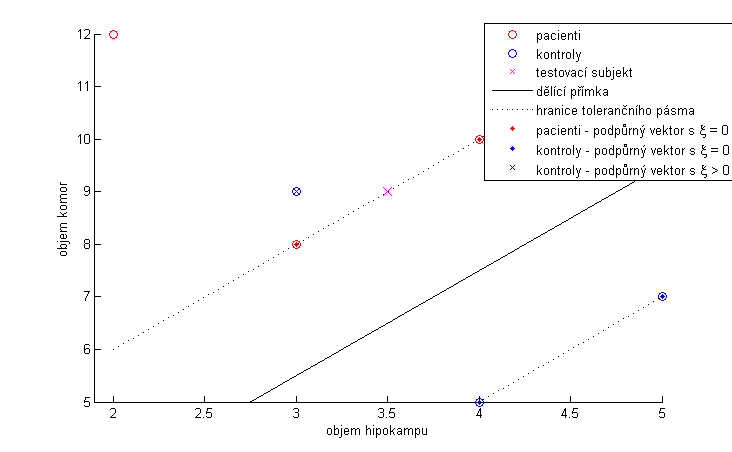 pacienti
kontroly
testovací subjekt
dělící přímka
hranice tolerančního pásma
pacienti - podpůrný vektor s ξ = 0
kontroly - podpůrný vektor s ξ = 0
kontroly - podpůrný vektor s ξ > 0
12
11
10
9
8
7
6
5
objem komor
2
2.5
3
3.5
4
4.5
5
objem hipokampu